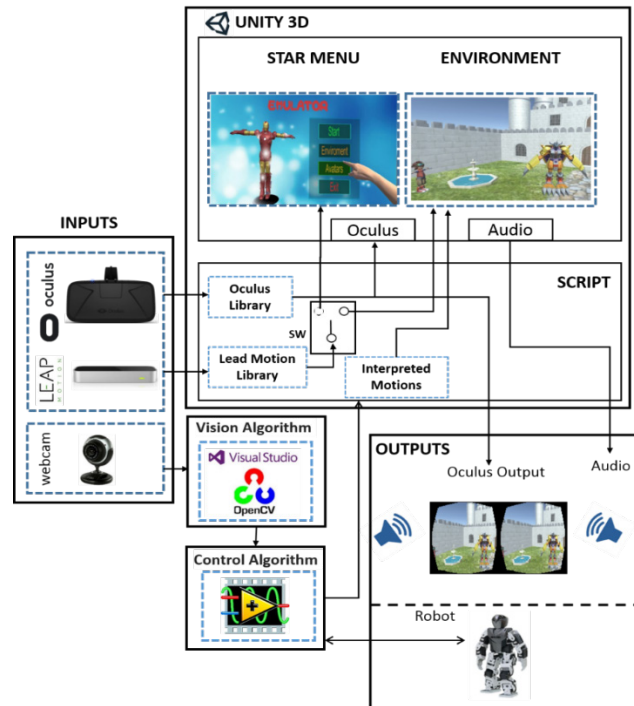 UNITY 3D
STAR MENU
ENVIRONMENT
EMULATOR
Start
Enviroment
Avatars
Exit
Oculus
Audio
INPUTS
oculus
LEAP
MOTION
webcam
SCRIPT
Oculus
Library
SW
Lead Motion
Library
Interpreted
Motions
Vision Algorithm
Visual Studio
OpenCV
Control Algorithm
OUTPUTS
Oculus Output
Audio
Robot